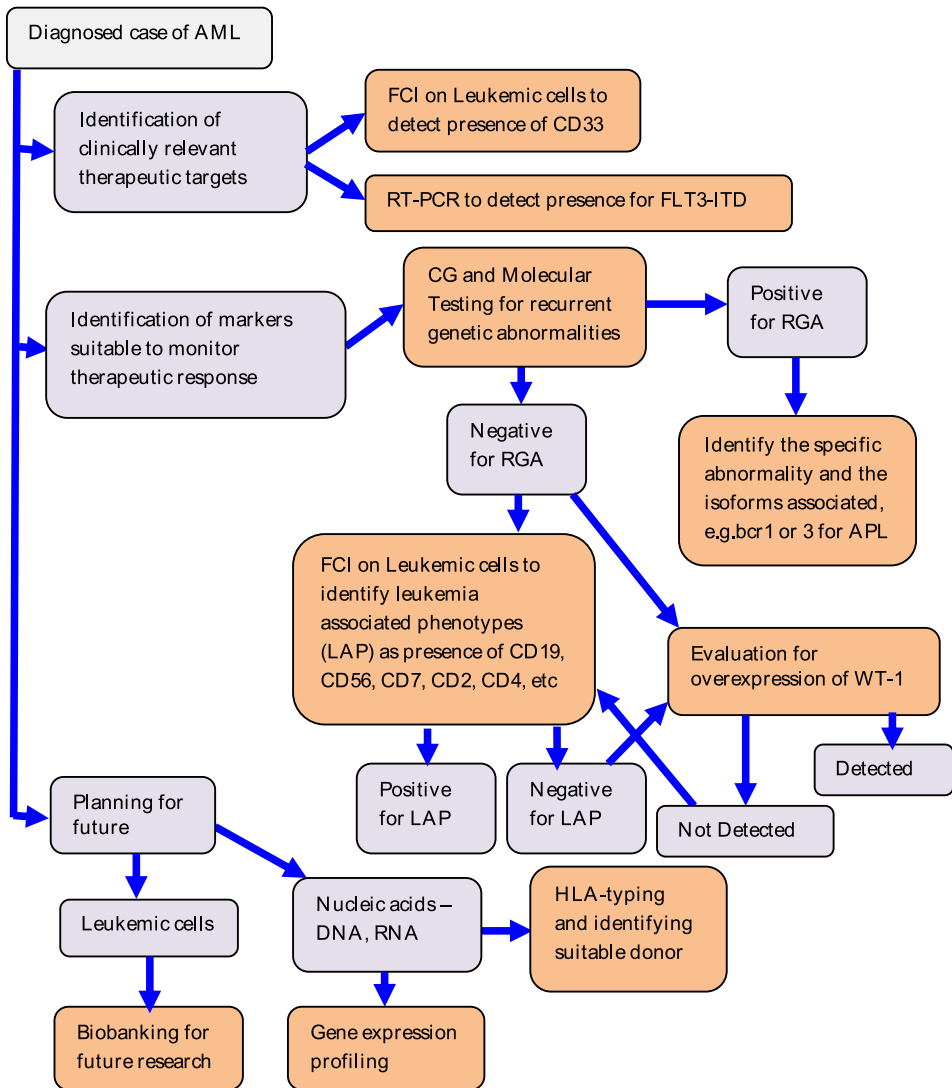 Diagnosed case of AML
Identification of
clinically relevant
therapeutic targets
FCI on Leukemic cells to
detect presence of CD33
RT-PCR to detect presence for FLT3-ITD
Identification of markers
suitable to monitor
therapeutic response
CG and Molecular
Testing for recurrent
genetic abnormalities
Positive
for RGA
Negative
for RGA
Identify the specific
abnormality and the
isoforms associated,
e.g.bcr1 or 3 for APL
FCI on Leukemic cells to
identify leukemia
associated phenotypes
(LAP) as presence of CD19,
CD56, CD7, CD2, CD4, etc
Evaluation for
overexpression of WT-1
Positive
for LAP
Negative
for LAP
Not Detected
Detected
Planning for
future
Leukemic cells
Nucleic acids –
DNA, RNA
HLA-typing
and identifying
suitable donor
Biobanking for
future research
Gene expression
profiling